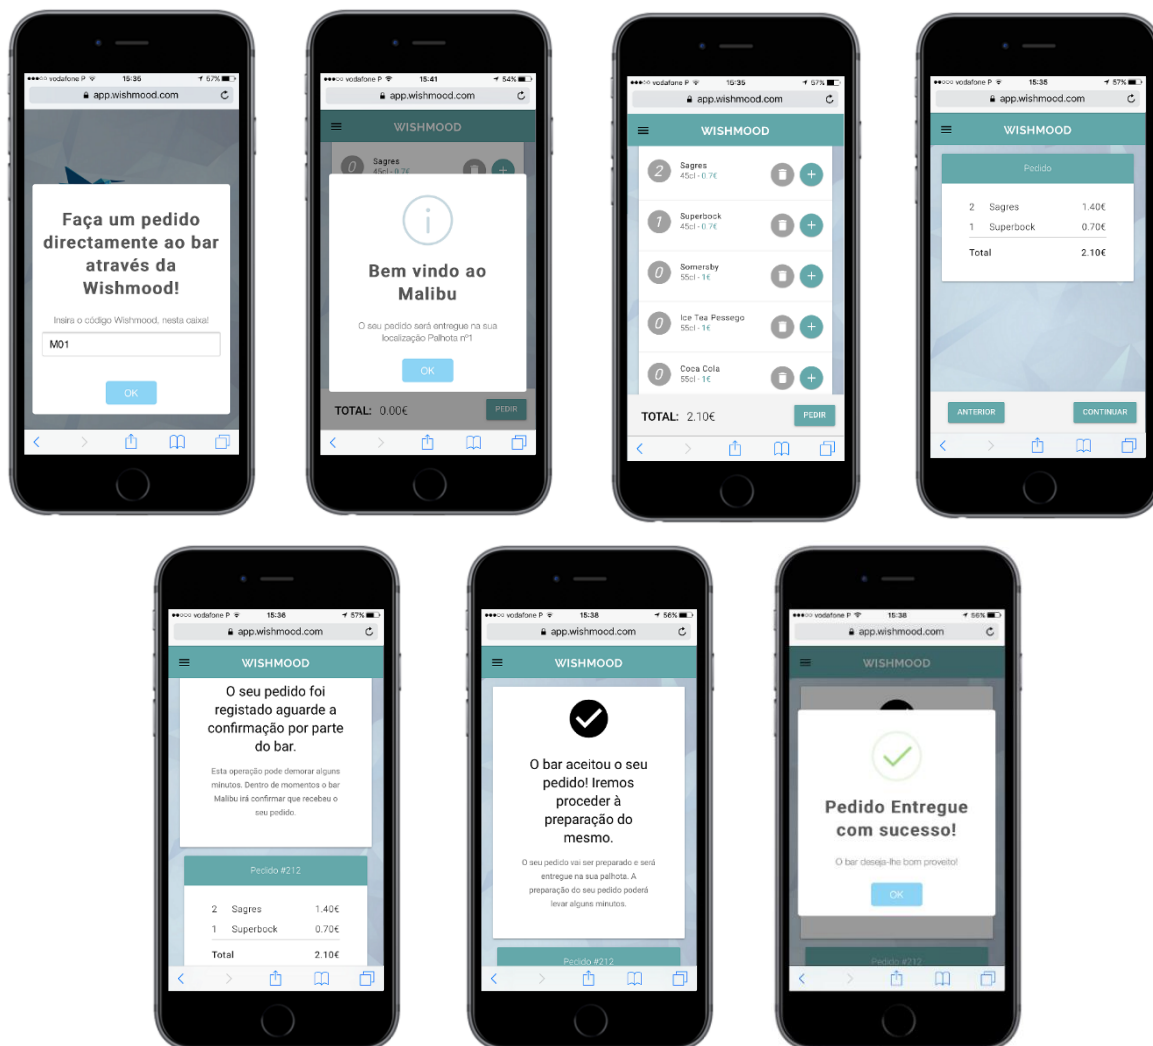 ●●●○○ vodafone P 15:35 57%
app.wishmood.com
Faça um pedido
directamente ao bar
através da
Wishmood!
Insira o código Wishmood, nesta caixa!
M01
OK
●●●○○ vodafone P 15:41 54%
app.wishmood.com
WISHMOOD
0 Sagres
45cl - 0.7€
Bem vindo ao
Malibu
O seu pedido será entregue na sua
localização Palhota nº1
OK
TOTAL: 0.00€ PEDIR
●●●○○ vodafone P 15:35 57%
app.wishmood.com
WISHMOOD
2 Sagres
45cl - 0.7€
1 Superbock
45cl - 0.7€
0 Somersby
55cl - 1€
0 Ice Tea Pessego
55cl - 1€
0 Coca Cola
55cl - 1€
TOTAL: 2.10€ PEDIR
●●○○○ vodafone P 15:35 57%
app.wishmood.com
WISHMOOD
Pedido
2 Sagres 1.40€
1 Superbock 0.70€
Total 2.10€
ANTERIOR CONTINUAR
●●○○○ vodafone P 15:36 57%
app.wishmood.com
WISHMOOD
O seu pedido foi
registado aguarde a
confirmação por parte
do bar.
Esta operação pode demorar alguns
minutos. Dentro de momentos o bar
Malibu irá confirmar que recebeu o
seu pedido.
Pedido #212
2 Sagres 1.40€
1 Superbock 0.70€
Total 2.10€
●●●○○ vodafone P 15:38 56%
app.wishmood.com
WISHMOOD
O bar aceitou o seu
pedido! Iremos
proceder à
preparação do
mesmo.
O seu pedido vai ser preparado e será
entregue na sua palhota. A
preparação do seu pedido poderá
levar alguns minutos.
Pedido #212
●●●○○ vodafone P 15:38 56%
app.wishmood.com
WISHMOOD
Pedido Entregue
com sucesso!
O bar deseja-lhe bom proveito!
OK
Pedido #212